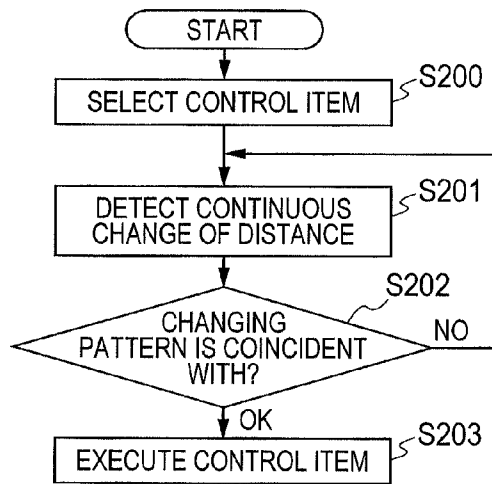 START
SELECT CONTROL ITEM
S200
DETECT CONTINUOUS
CHANGE OF DISTANCE
S201
S202
CHANGING
PATTERN IS COINCIDENT
WITH?
NO
OK
EXECUTE CONTROL ITEM
S203